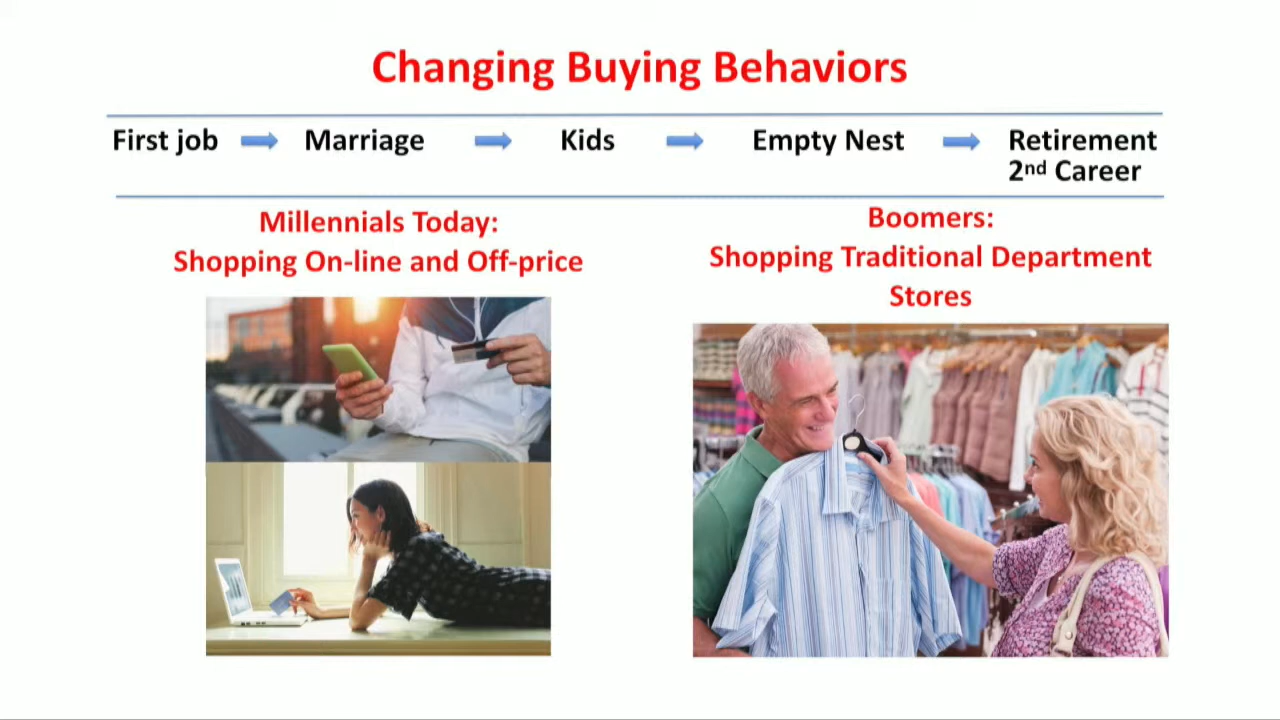 Changing Buying Behaviors
First job Marriage Kids Empty Nest Retirement
2nd Career
Millennials Today:
Shopping On-line and Off-price
Boomers:
Shopping Traditional Department
Stores